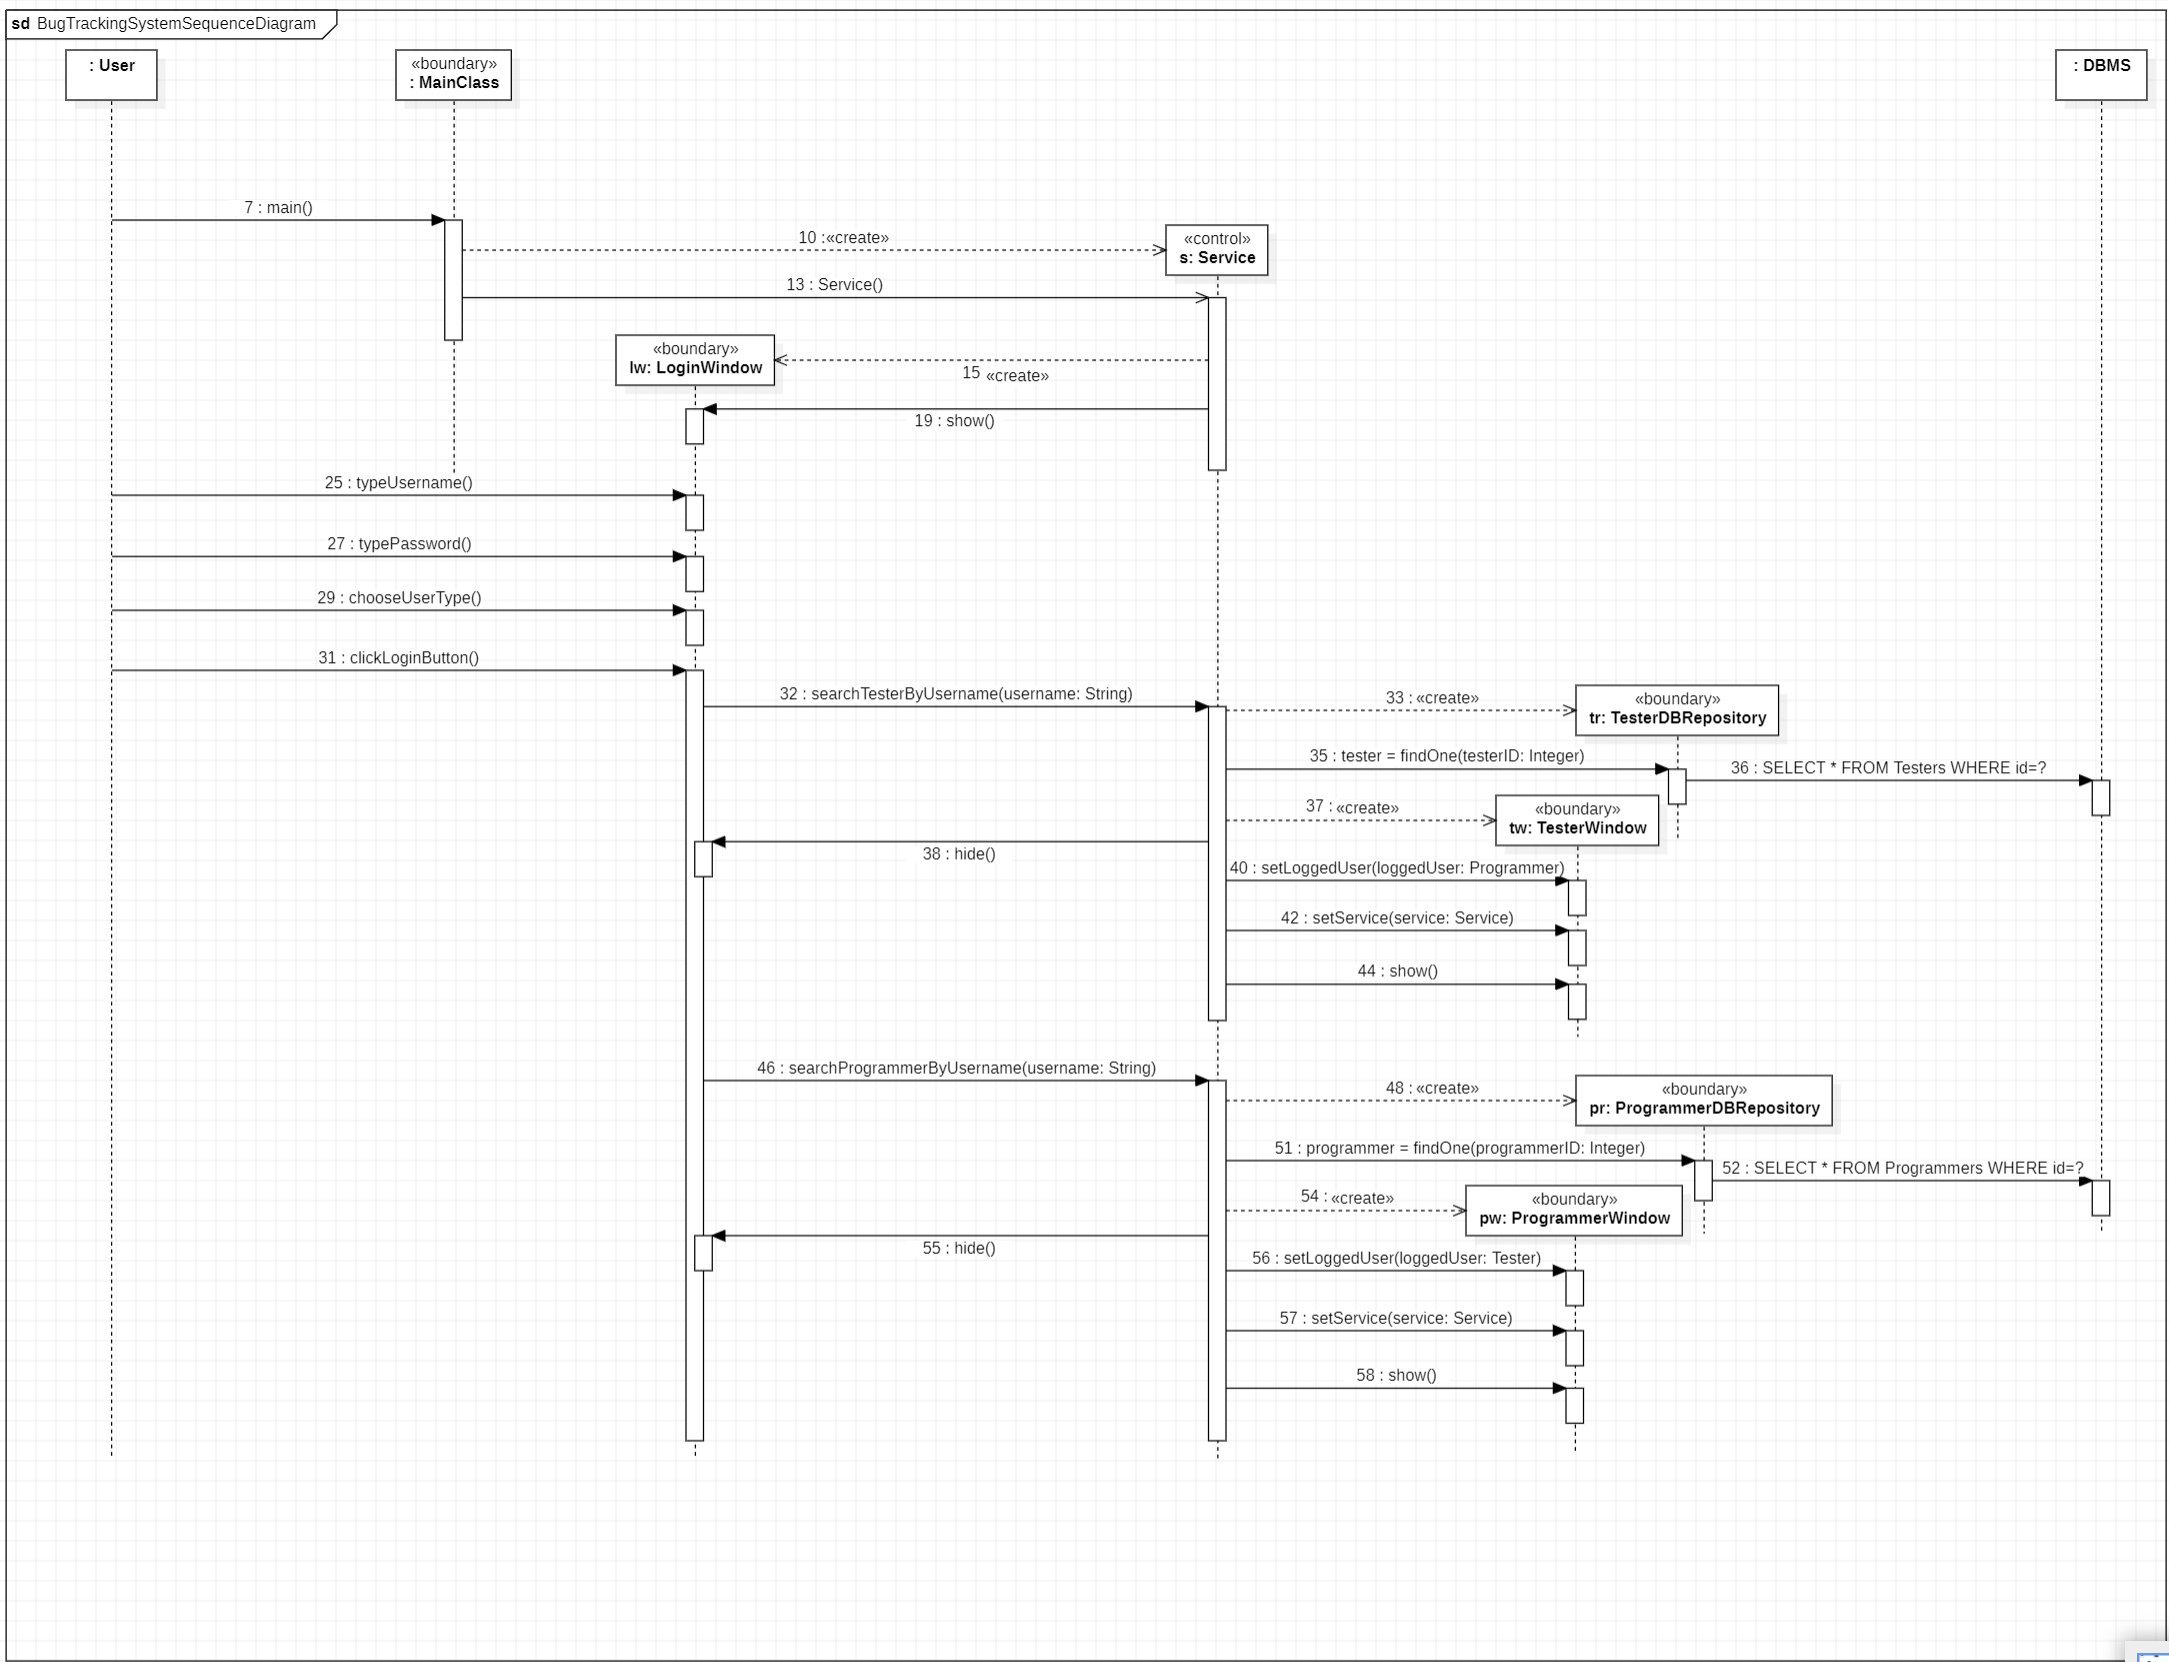 sd BugTrackingSystemSequenceDiagram
: User
«boundary»
: MainClass
: DBMS
7 : main()
10 :«create»
«control»
s: Service
13 : Service()
«boundary»
lw: LoginWindow
15 «create»
19 : show()
25 : typeUsername()
27 : typePassword()
29 : chooseUserType()
31 : clickLoginButton()
32 : searchTesterByUsername(username: String)
33 : «create»
«boundary»
tr: TesterDBRepository
35 : tester = findOne(testerID: Integer)
36 : SELECT * FROM Testers WHERE id=?
37 : «create»
«boundary»
tw: TesterWindow
38 : hide()
40 : setLoggedUser(loggedUser: Programmer)
42 : setService(service: Service)
44 : show()
46 : searchProgrammerByUsername(username: String)
48 : «create»
«boundary»
pr: ProgrammerDBRepository
51 : programmer = findOne(programmerID: Integer)
52 : SELECT * FROM Programmers WHERE id=?
54 : «create»
«boundary»
pw: ProgrammerWindow
55 : hide()
56 : setLoggedUser(loggedUser: Tester)
57 : setService(service: Service)
58 : show()